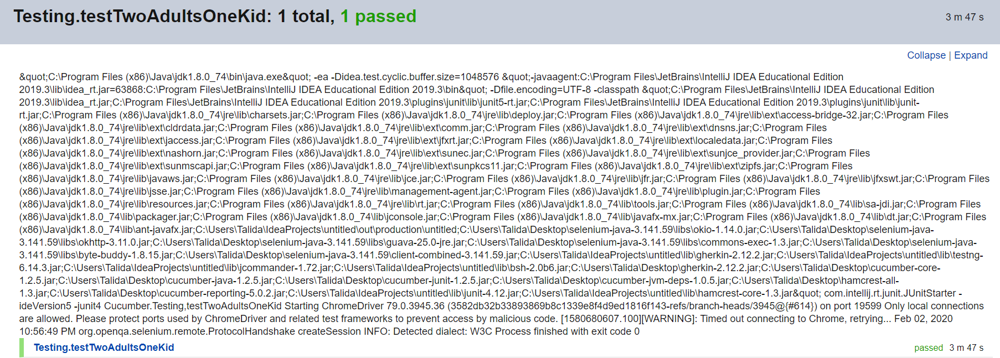 Testing.testTwoAdultsOneKid: 1 total, 1 passed
3 m 47 s
Collapse | Expand
&quot;C:\Program Files (x86)\Java\jdk1.8.0_74\bin\java.exe&quot; -ea -Didea.test.cyclic.buffer.size=1048576 &quot;-javaagent:C:\Program Files\JetBrains\IntelliJ IDEA Educational Edition
2019.3\lib\idea_rt.jar=63868:C:\Program Files\JetBrains\IntelliJ IDEA Educational Edition 2019.3\bin&quot; -Dfile.encoding=UTF-8 -classpath &quot;C:\Program Files\JetBrains\IntelliJ IDEA Educational Edition
2019.3\lib\idea_rt.jar;C:\Program Files\JetBrains\IntelliJ IDEA Educational Edition 2019.3\plugins\junit\lib\junit5-rt.jar;C:\Program Files\JetBrains\IntelliJ IDEA Educational Edition 2019.3\plugins\junit\lib\junit-
rt.jar;C:\Program Files (x86)\Java\jdk1.8.0_74\jre\lib\charsets.jar;C:\Program Files (x86)\Java\jdk1.8.0_74\jre\lib\deploy.jar;C:\Program Files (x86)\Java\jdk1.8.0_74\jre\lib\ext\access-bridge-32.jar;C:\Program Files
(x86)\Java\jdk1.8.0_74\jre\lib\ext\cldrdata.jar;C:\Program Files (x86)\Java\jdk1.8.0_74\jre\lib\ext\comm.jar;C:\Program Files (x86)\Java\jdk1.8.0_74\jre\lib\ext\dnsns.jar;C:\Program Files
(x86)\Java\jdk1.8.0_74\jre\lib\ext\jaccess.jar;C:\Program Files (x86)\Java\jdk1.8.0_74\jre\lib\ext\jfxrt.jar;C:\Program Files (x86)\Java\jdk1.8.0_74\jre\lib\ext\localedata.jar;C:\Program Files
(x86)\Java\jdk1.8.0_74\jre\lib\ext\nashorn.jar;C:\Program Files (x86)\Java\jdk1.8.0_74\jre\lib\ext\sunec.jar;C:\Program Files (x86)\Java\jdk1.8.0_74\jre\lib\ext\sunjce_provider.jar;C:\Program Files
(x86)\Java\jdk1.8.0_74\jre\lib\ext\sunmscapi.jar;C:\Program Files (x86)\Java\jdk1.8.0_74\jre\lib\ext\sunpkcs11.jar;C:\Program Files (x86)\Java\jdk1.8.0_74\jre\lib\ext\zipfs.jar;C:\Program Files
(x86)\Java\jdk1.8.0_74\jre\lib\javaws.jar;C:\Program Files (x86)\Java\jdk1.8.0_74\jre\lib\jce.jar;C:\Program Files (x86)\Java\jdk1.8.0_74\jre\lib\jfr.jar;C:\Program Files (x86)\Java\jdk1.8.0_74\jre\lib\jfxswt.jar;C:\Program Files
(x86)\Java\jdk1.8.0_74\jre\lib\jsse.jar;C:\Program Files (x86)\Java\jdk1.8.0_74\jre\lib\management-agent.jar;C:\Program Files (x86)\Java\jdk1.8.0_74\jre\lib\plugin.jar;C:\Program Files
(x86)\Java\jdk1.8.0_74\jre\lib\resources.jar;C:\Program Files (x86)\Java\jdk1.8.0_74\jre\lib\rt.jar;C:\Program Files (x86)\Java\jdk1.8.0_74\lib\tools.jar;C:\Program Files (x86)\Java\jdk1.8.0_74\lib\sa-jdi.jar;C:\Program Files
(x86)\Java\jdk1.8.0_74\lib\packager.jar;C:\Program Files (x86)\Java\jdk1.8.0_74\lib\jconsole.jar;C:\Program Files (x86)\Java\jdk1.8.0_74\lib\javafx-mx.jar;C:\Program Files (x86)\Java\jdk1.8.0_74\lib\dt.jar;C:\Program Files
(x86)\Java\jdk1.8.0_74\lib\ant-javafx.jar;C:\Users\Talida\IdeaProjects\untitled\out\production\untitled;C:\Users\Talida\Desktop\selenium-java-3.141.59\libs\okio-1.14.0.jar;C:\Users\Talida\Desktop\selenium-java-
3.141.59\libs\okhttp-3.11.0.jar;C:\Users\Talida\Desktop\selenium-java-3.141.59\libs\guava-25.0-jre.jar;C:\Users\Talida\Desktop\selenium-java-3.141.59\libs\commons-exec-1.3.jar;C:\Users\Talida\Desktop\selenium-java-
3.141.59\libs\byte-buddy-1.8.15.jar;C:\Users\Talida\Desktop\selenium-java-3.141.59\client-combined-3.141.59.jar;C:\Users\Talida\IdeaProjects\untitled\lib\gherkin-2.12.2.jar;C:\Users\Talida\IdeaProjects\untitled\lib\testng-
6.14.3.jar;C:\Users\Talida\IdeaProjects\untitled\lib\jcommander-1.72.jar;C:\Users\Talida\IdeaProjects\untitled\lib\bsh-2.0b6.jar;C:\Users\Talida\Desktop\gherkin-2.12.2.jar;C:\Users\Talida\Desktop\cucumber-core-
1.2.5.jar;C:\Users\Talida\Desktop\cucumber-java-1.2.5.jar;C:\Users\Talida\Desktop\cucumber-junit-1.2.5.jar;C:\Users\Talida\Desktop\cucumber-jvm-deps-1.0.5.jar;C:\Users\Talida\Desktop\hamcrest-all-
1.3.jar;C:\Users\Talida\Desktop\cucumber-reporting-5.0.2.jar;C:\Users\Talida\IdeaProjects\untitled\lib\junit-4.12.jar;C:\Users\Talida\IdeaProjects\untitled\lib\hamcrest-core-1.3.jar&quot; com.intellij.rt.junit.JUnitStarter -
ideVersion5 -junit4 Cucumber.Testing,testTwoAdultsOneKid Starting ChromeDriver 79.0.3945.36 (3582db32b33893869b8c1339e8f4d9ed1816f143-refs/branch-heads/3945@{#614}) on port 19599 Only local connections
are allowed. Please protect ports used by ChromeDriver and related test frameworks to prevent access by malicious code. [1580680607.100][WARNING]: Timed out connecting to Chrome, retrying... Feb 02, 2020
10:56:49 PM org.openqa.selenium.remote.ProtocolHandshake createSession INFO: Detected dialect: W3C Process finished with exit code 0
Testing.testTwoAdultsOneKid
passed 3 m 47 s